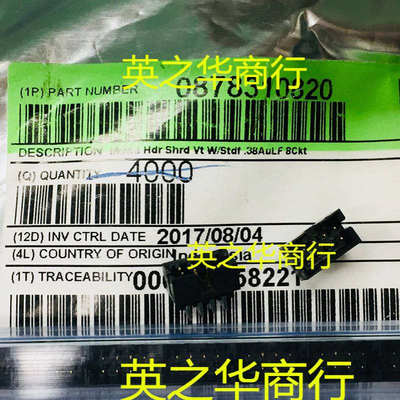 英之华商行
(1P) PART NUMBER 0878310820
DESCRIPTION Hdr Shrd Vt W/Stdf .38AuLF 8Ckt
(Q) QUANTITY 4000
(12D) INV CTRL DATE 2017/08/04
英之华商行
(4L) COUNTRY OF ORIGIN
(1T) TRACEABILITY 58221
英之华商行